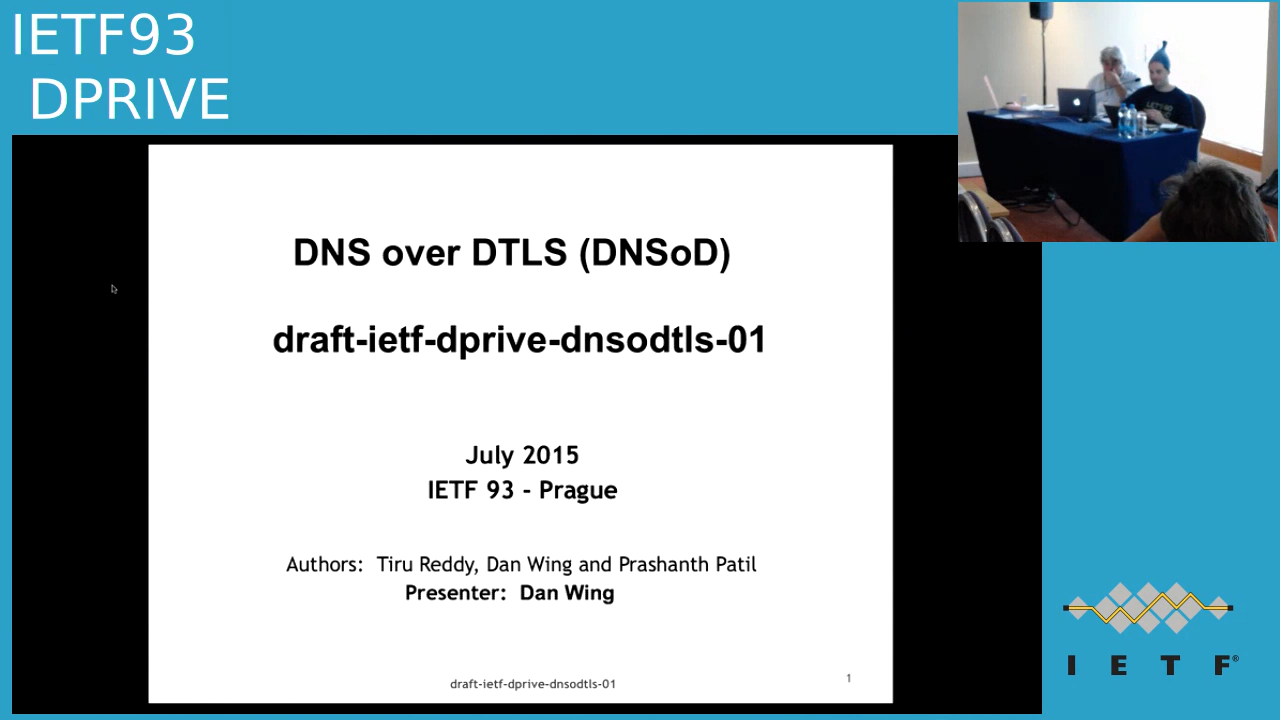 IETF93
DPRIVE
DNS over DTLS (DNSoD)
draft-ietf-dprive-dnsodtls-01
July 2015
IETF 93 - Prague
Authors:  Tiru Reddy, Dan Wing and Prashanth Patil
Presenter:  Dan Wing
draft-ietf-dprive-dnsodtls-01
1
I E T F®